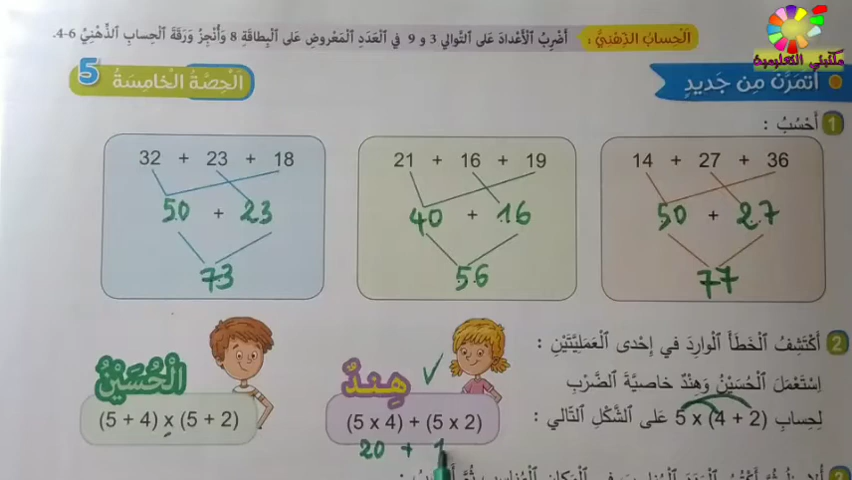 اَلْحِسابُ الذِّهْنِيُّ : أَضْرِبُ الْأَعْدادَ عَلى التَّوالي 3 و 9 في الْعَدَدِ الْمَعْروضِ عَلى الْبِطاقَةِ 8 وَأُنْجِزُ وَرَقَةَ الْحِسابِ الذِّهْنِيِّ 6-4.
مكتبتي التعليمية
أَتَمَرَّنُ مِن جَديدٍ
اَلْحِصَّةُ الْخامِسَةُ 5
1 أَحْسُبُ :
32 + 23 + 18
50 + 23
73
21 + 16 + 19
40 + 16
56
14 + 27 + 36
50 + 27
77
2 أَكْتَشِفُ الْخَطَأَ الْوارِدَ في إِحْدى الْعَمَلِيَّتَيْنِ :
اِسْتَعْمَلَ الْحُسَيْنُ وَهِنْدٌ خاصِيَّةَ الضَّرْبِ
لِحِسابِ 5 x (4 + 2) عَلى الشَّكْلِ التّالي :
هِنـدٌ ✓
(5 x 4) + (5 x 2)
20 + 1
الْحُسَيْنُ
(5 + 4) x (5 + 2)